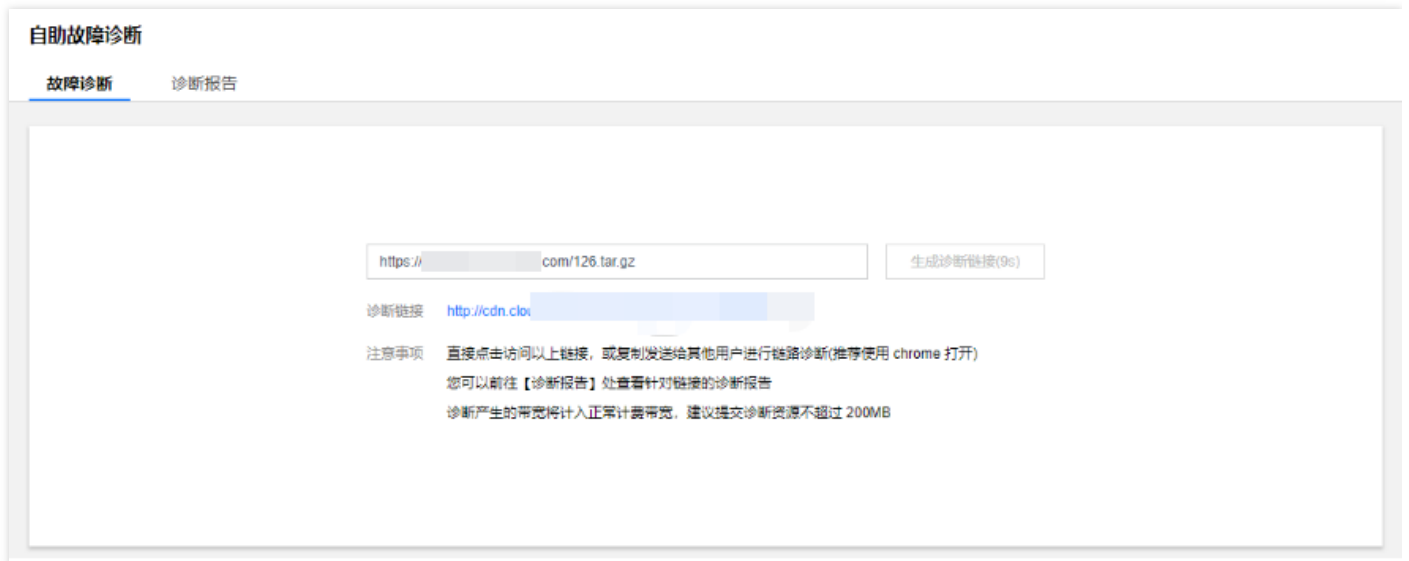 自助故障诊断
故障诊断 诊断报告
https:// com/126.tar.gz 生成诊断链接(9s)
诊断链接 http://cdn.clou
注意事项 直接点击访问以上链接，或复制发送给其他用户进行链路诊断(推荐使用 chrome 打开)
您可以前往【诊断报告】处查看针对链接的诊断报告
诊断产生的带宽将计入正常计费带宽，建议提交诊断资源不超过 200MB